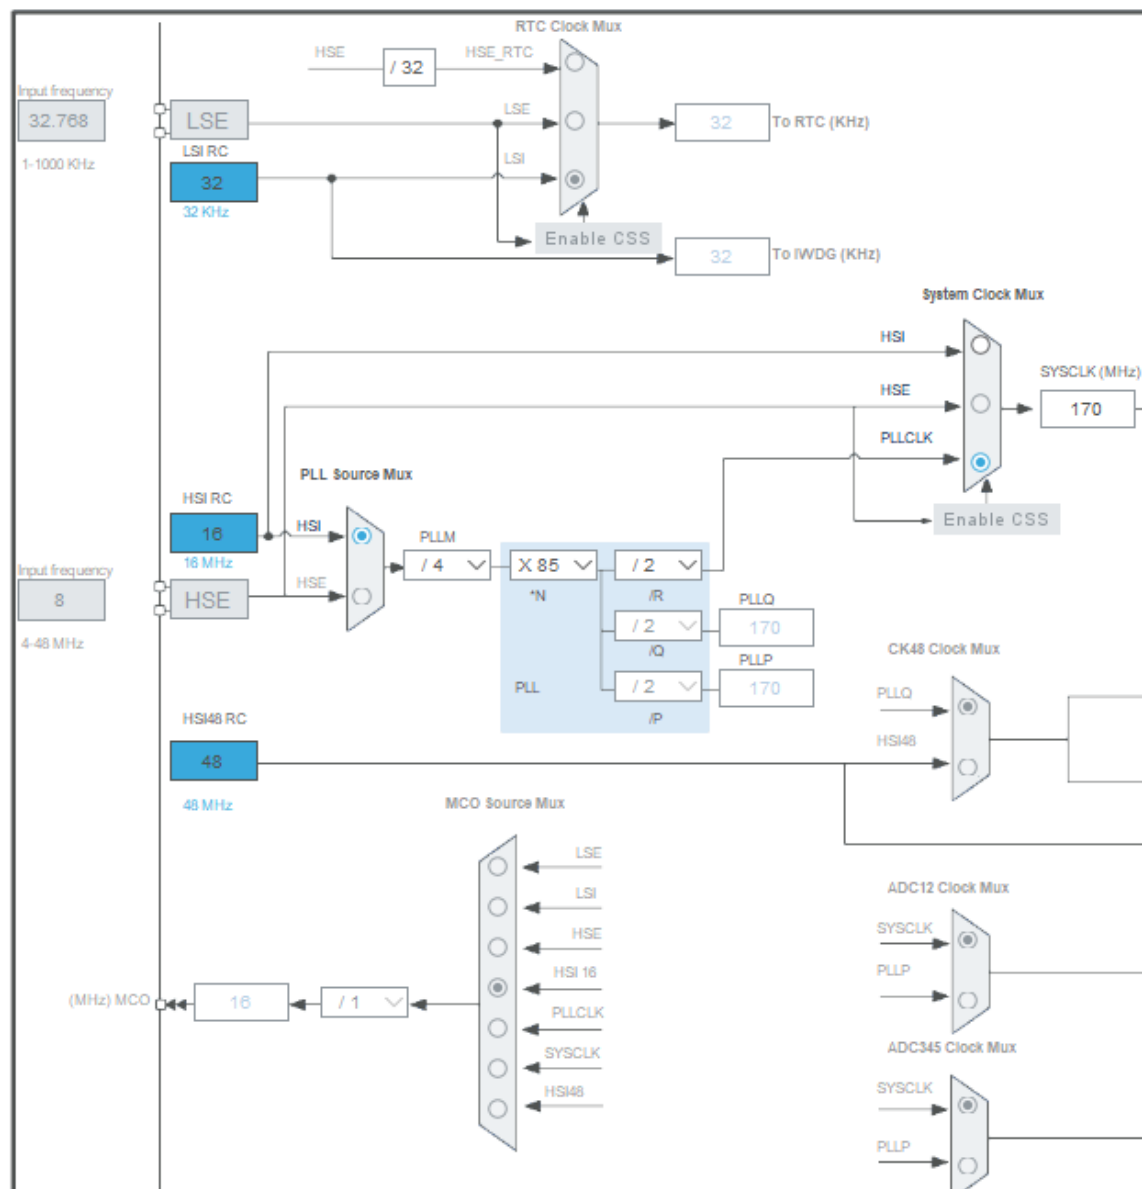 RTC Clock Mux
HSE
/ 32
HSE_RTC
Input frequency
32.768
1-1000 KHz
LSE
LSE
32
To RTC (KHz)
LSI RC
32
32 KHz
LSI
Enable CSS
32
To IWDG (KHz)
System Clock Mux
HSI
HSE
SYSCLK (MHz)
170
PLLCLK
Enable CSS
PLL Source Mux
HSI RC
16
16 MHz
HSI
PLLM
/ 4
X 85
*N
/ 2
/R
Input frequency
8
4-48 MHz
HSE
HSE
/ 2
/Q
PLLQ
170
PLL
/ 2
/P
PLLP
170
CK48 Clock Mux
PLLQ
HSI48
HSI48 RC
48
48 MHz
MCO Source Mux
LSE
LSI
HSE
HSI 16
PLLCLK
SYSCLK
HSI48
(MHz) MCO
16
/ 1
ADC12 Clock Mux
SYSCLK
PLLP
ADC345 Clock Mux
SYSCLK
PLLP